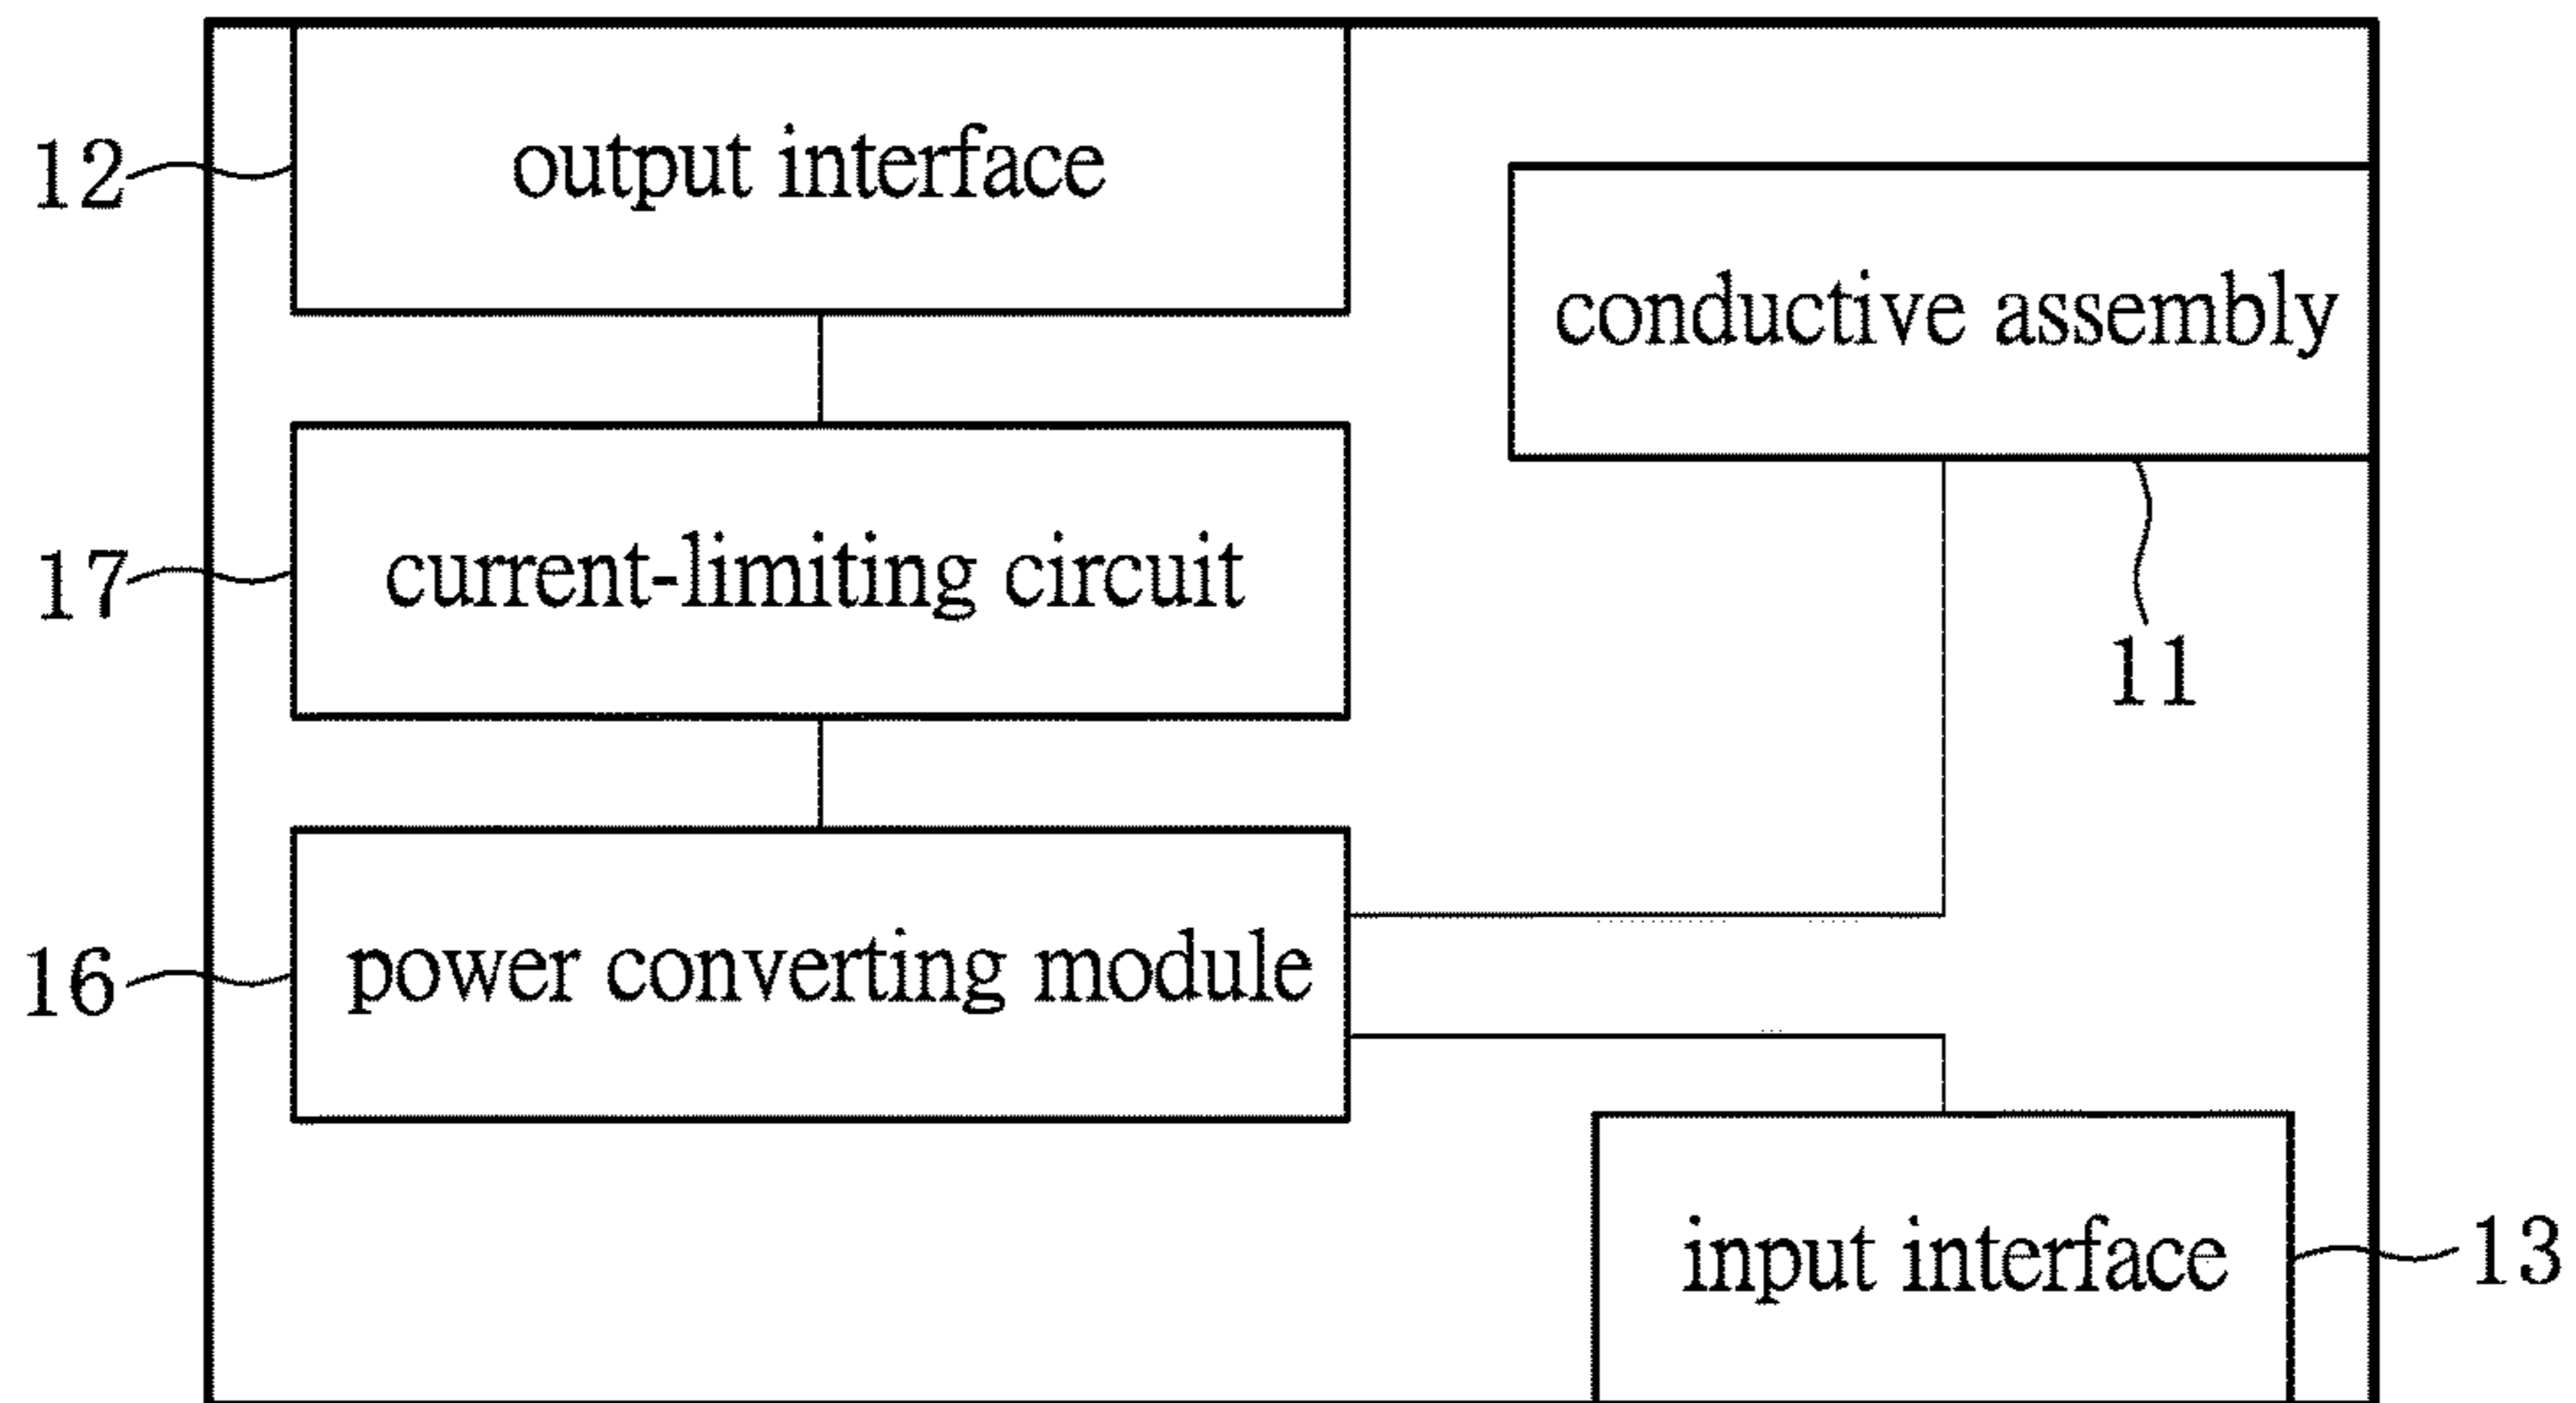 output interface
12
conductive assembly
current-limiting circuit
17
11
power converting module
16
input interface
13